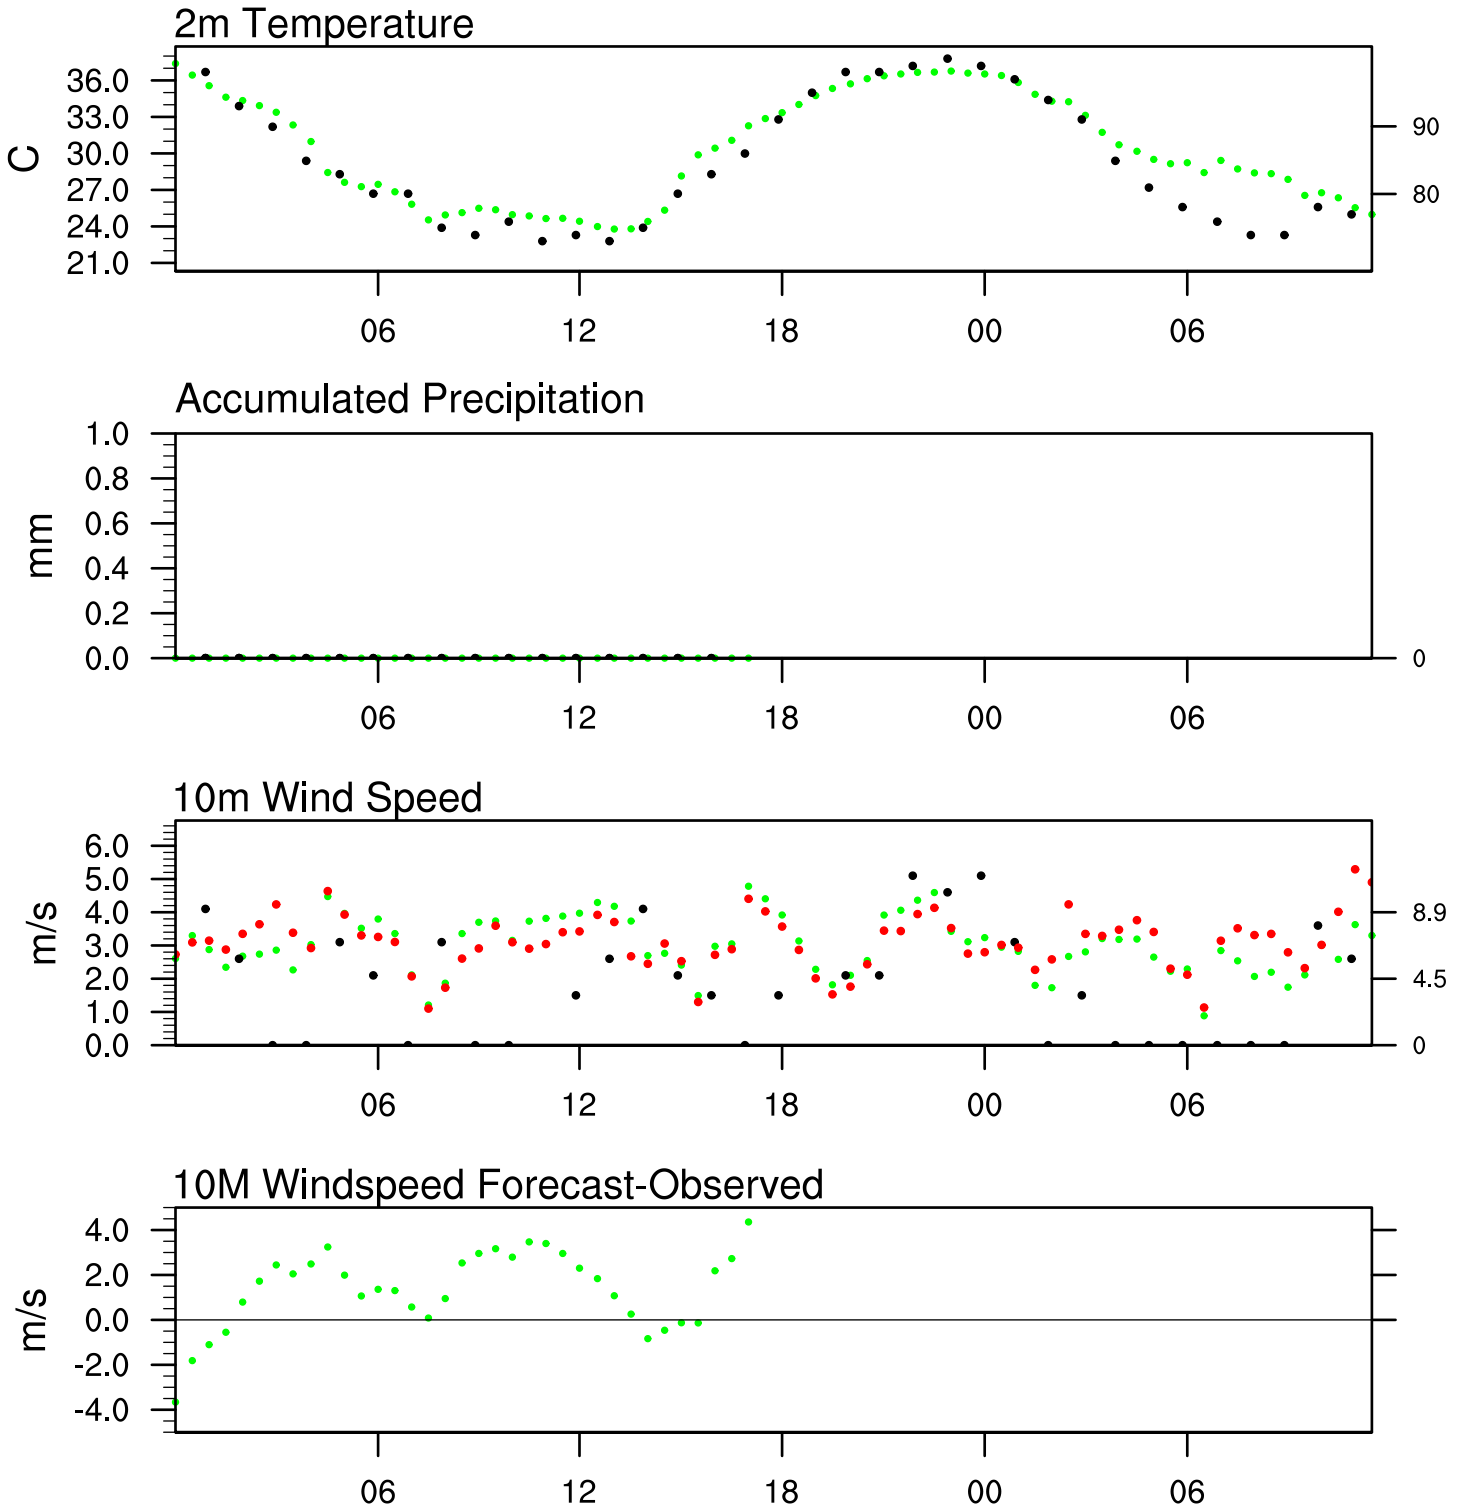 2m Temperature
36.0
33.0
30.0
27.0
24.0
21.0
C
90
80
06 12 18 00 06
Accumulated Precipitation
1.0
0.8
0.6
0.4
0.2
0.0
mm
0
06 12 18 00 06
10m Wind Speed
6.0
5.0
4.0
3.0
2.0
1.0
0.0
m/s
8.9
4.5
0
06 12 18 00 06
10M Windspeed Forecast-Observed
4.0
2.0
0.0
-2.0
-4.0
m/s
06 12 18 00 06